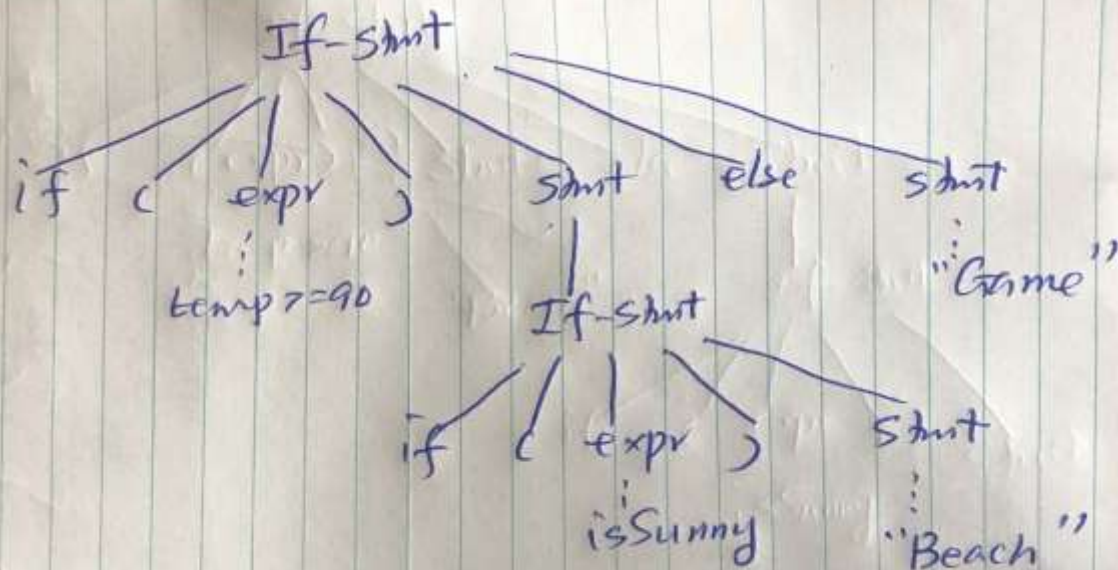 If-stmt
if ( expr ) stmt else stmt
temp >= 90 "Game"
If-stmt
if ( expr ) stmt
isSunny "Beach"